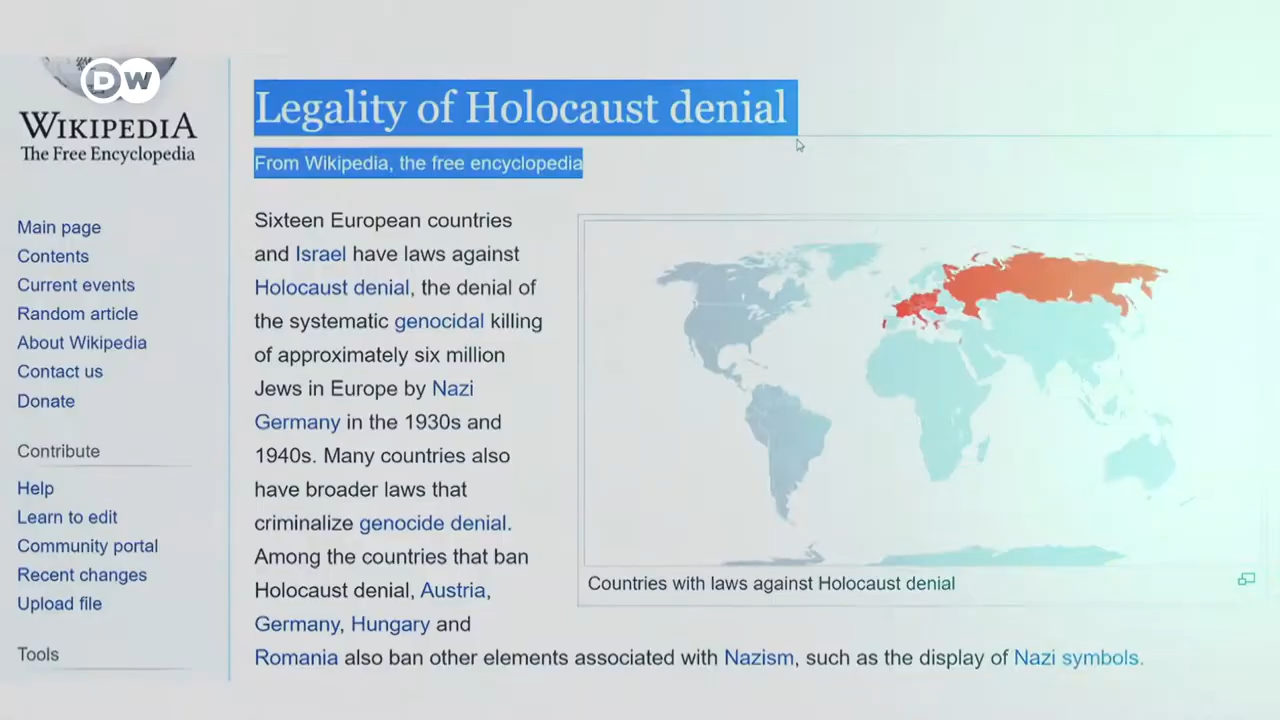 DW
WIKIPEDIA
The Free Encyclopedia
Main page
Contents
Current events
Random article
About Wikipedia
Contact us
Donate
Contribute
Help
Learn to edit
Community portal
Recent changes
Upload file
Tools
Legality of Holocaust denial
From Wikipedia, the free encyclopedia
Sixteen European countries
and Israel have laws against
Holocaust denial, the denial of
the systematic genocidal killing
of approximately six million
Jews in Europe by Nazi
Germany in the 1930s and
1940s. Many countries also
have broader laws that
criminalize genocide denial.
Among the countries that ban
Holocaust denial, Austria,
Germany, Hungary and
Romania also ban other elements associated with Nazism, such as the display of Nazi symbols.
Countries with laws against Holocaust denial